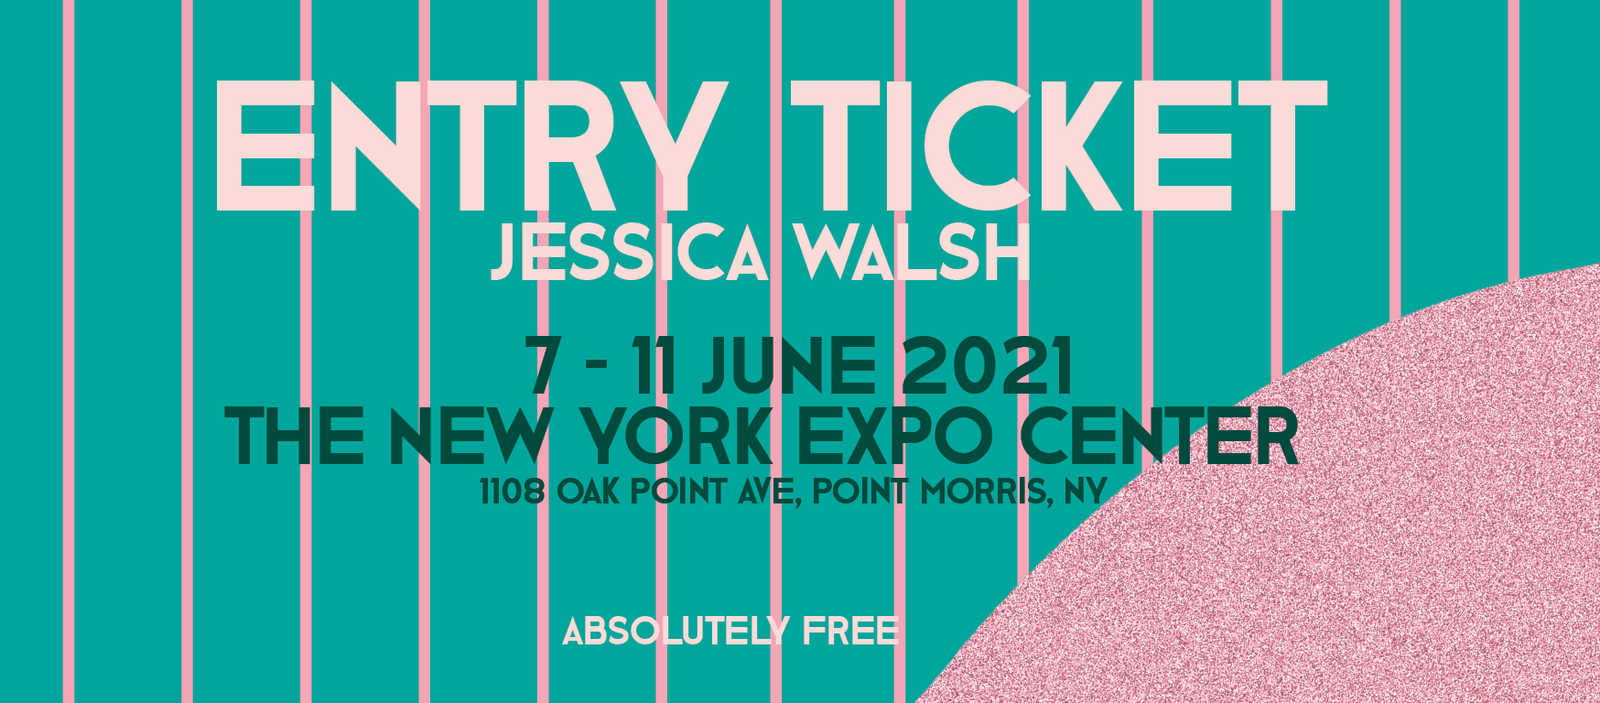 ENTRY TICKET
JESSICA WALSH
7 - 11 JUNE 2021
THE NEW YORK EXPO CENTER
1108 OAK POINT AVE, POINT MORRIS, NY
ABSOLUTELY FREE